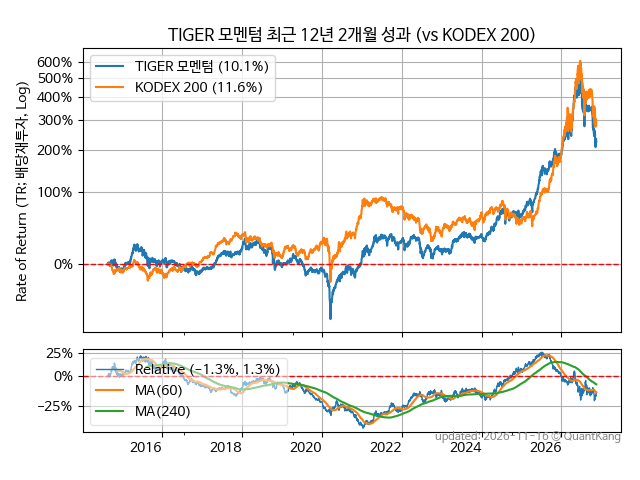 TIGER 모멘텀 최근 12년 2개월 성과 (vs KODEX 200)
Rate of Return (TR: 배당재투자, Log)
600%
500%
400%
300%
200%
100%
0%
TIGER 모멘텀 (10.1%)
KODEX 200 (11.6%)
25%
0%
−25%
Relative (−1.3%, 1.3%)
MA(60)
MA(240)
2016
2018
2020
2022
2024
2026
updated: 2026-11-16 © QuantKang